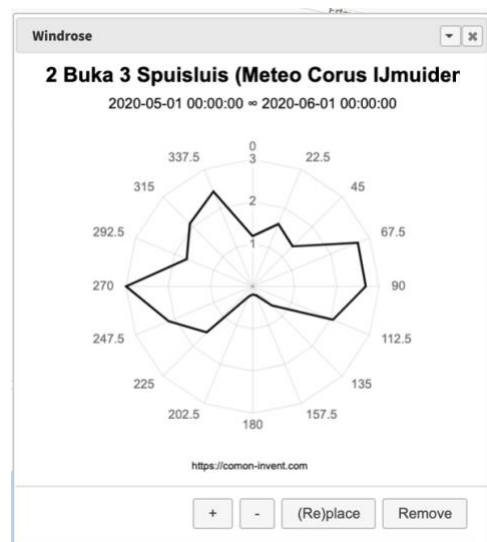 Windrose
2 Buka 3 Spuisluis (Meteo Corus IJmuider
2020-05-01 00:00:00 ∞ 2020-06-01 00:00:00
0
337.5 3 22.5
315 2 45
292.5 1 67.5
270 90
247.5 112.5
225 135
202.5 157.5
180
https://comon-invent.com
+ - (Re)place Remove